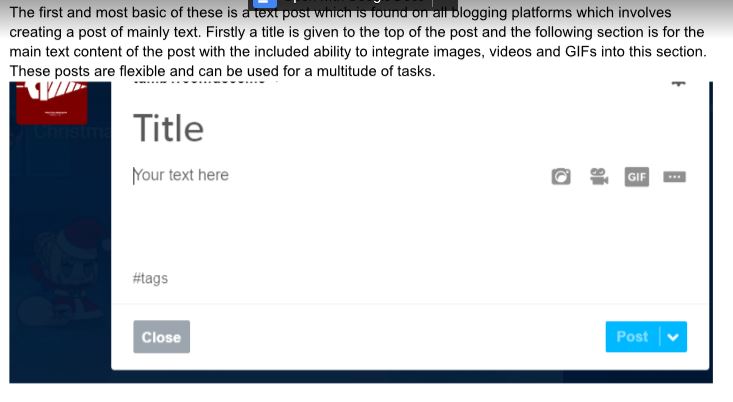 The first and most basic of these is a text post which is found on all blogging platforms which involves
creating a post of mainly text. Firstly a title is given to the top of the post and the following section is for the
main text content of the post with the included ability to integrate images, videos and GIFs into this section.
These posts are flexible and can be used for a multitude of tasks.
Christma
Title
Your text here
GIF
#tags
Close
Post